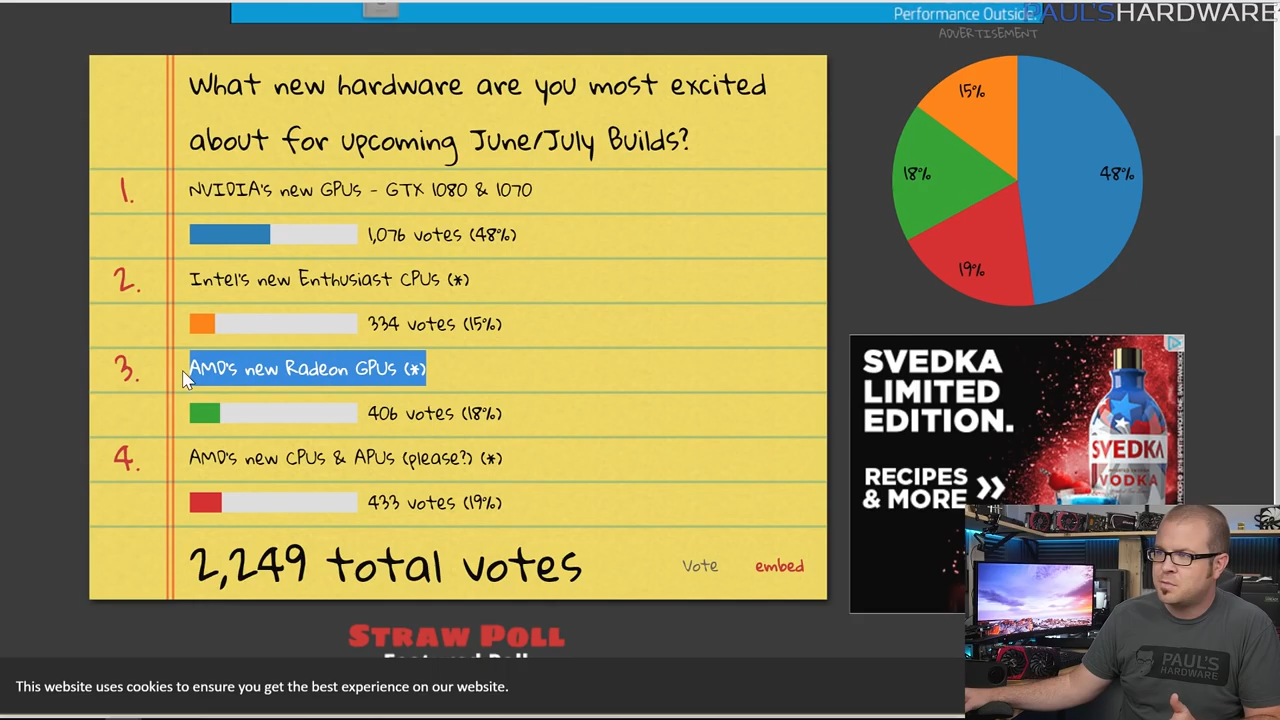 Performance Outside.
PAUL'SHARDWARE
ADVERTISEMENT
What new hardware are you most excited
about for upcoming June/July Builds?
1.
NVIDIA's new GPUs - GTX 1080 & 1070
1,076 votes (48%)
2.
Intel's new Enthusiast CPUs (*)
334 votes (15%)
3.
AMD's new Radeon GPUs (*)
406 votes (18%)
4.
AMD's new CPUs & APUs (please?) (*)
433 votes (19%)
2,249 total votes
Vote
embed
15%
18%
48%
19%
SVEDKA
LIMITED
EDITION.
RECIPES
& MORE >>
SVEDKA
VODKA
STRAW POLL
This website uses cookies to ensure you get the best experience on our website.
PAUL'S
HARDWARE